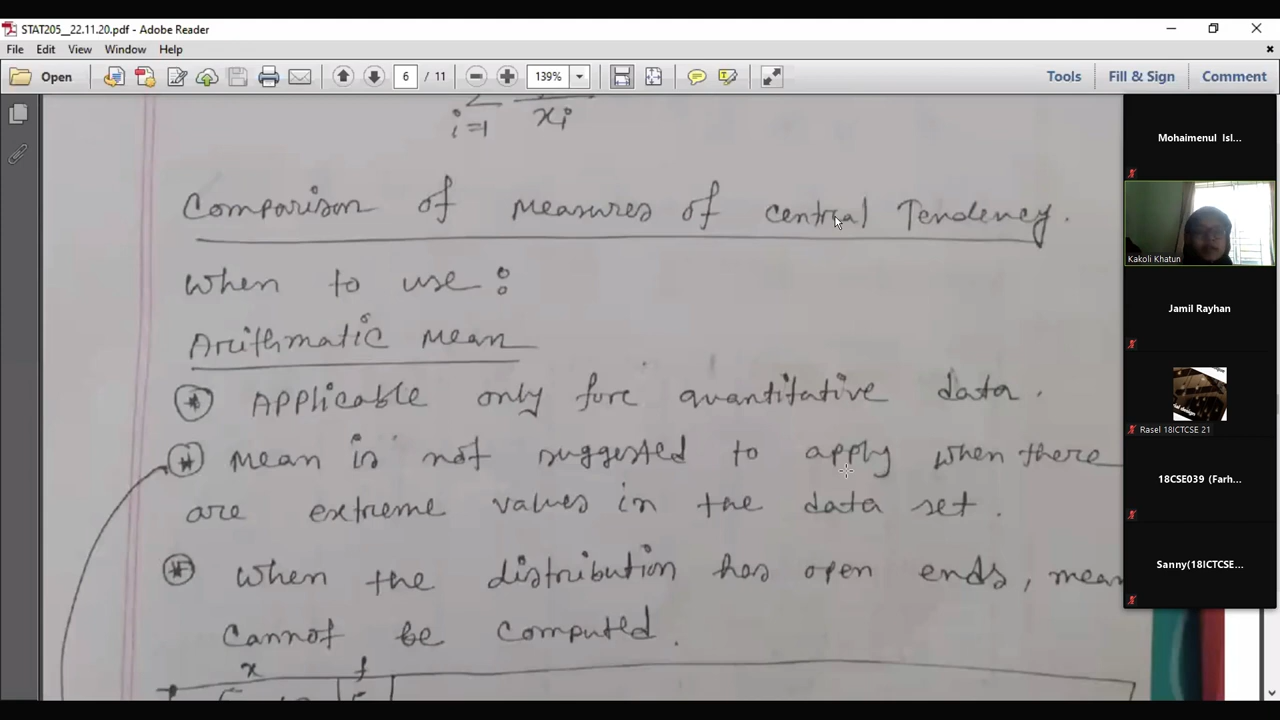 STAT205__22.11.20.pdf - Adobe Reader
File Edit View Window Help
Open 6 / 11 139% Tools Fill & Sign Comment
i=1 xi
Comparison of measures of central Tendency.
When to use :
Arithmatic Mean
* Applicable only fore quantitative data.
* Mean is not suggested to apply when there
are extreme values in the data set.
* When the distribution has open ends, mean
cannot be computed.
x f
Mohaimenul Isl...
Kakoli Khatun
Jamil Rayhan
Rasel 18ICTCSE 21
18CSE039 (Farh...
Sanny(18ICTCSE...